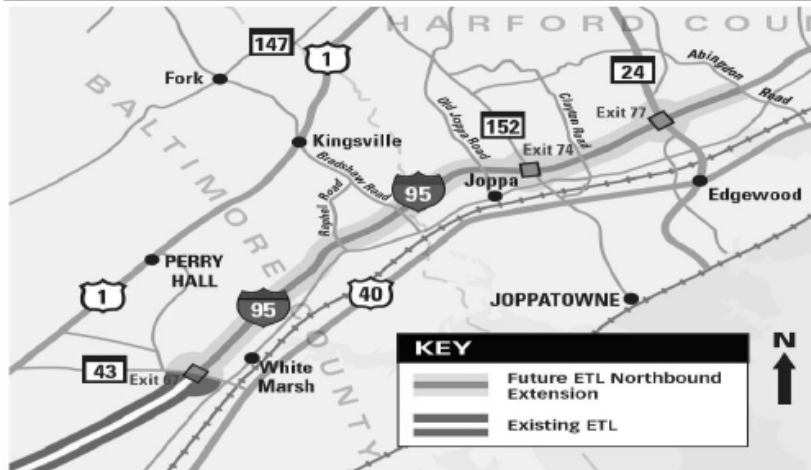 HARFORD COU
147
1
24
Abingdon
Road
Fork
Exit 77
Kingsville
Old Joppa Road
152
Clayton Road
Exit 74
Bradshaw Road
Raphel Road
95
Joppa
Edgewood
BALTIMORE COUNTY
PERRY
HALL
1
95
40
JOPPATOWNE
43
Exit 67
White
Marsh
KEY
Future ETL Northbound
Extension
Existing ETL
N